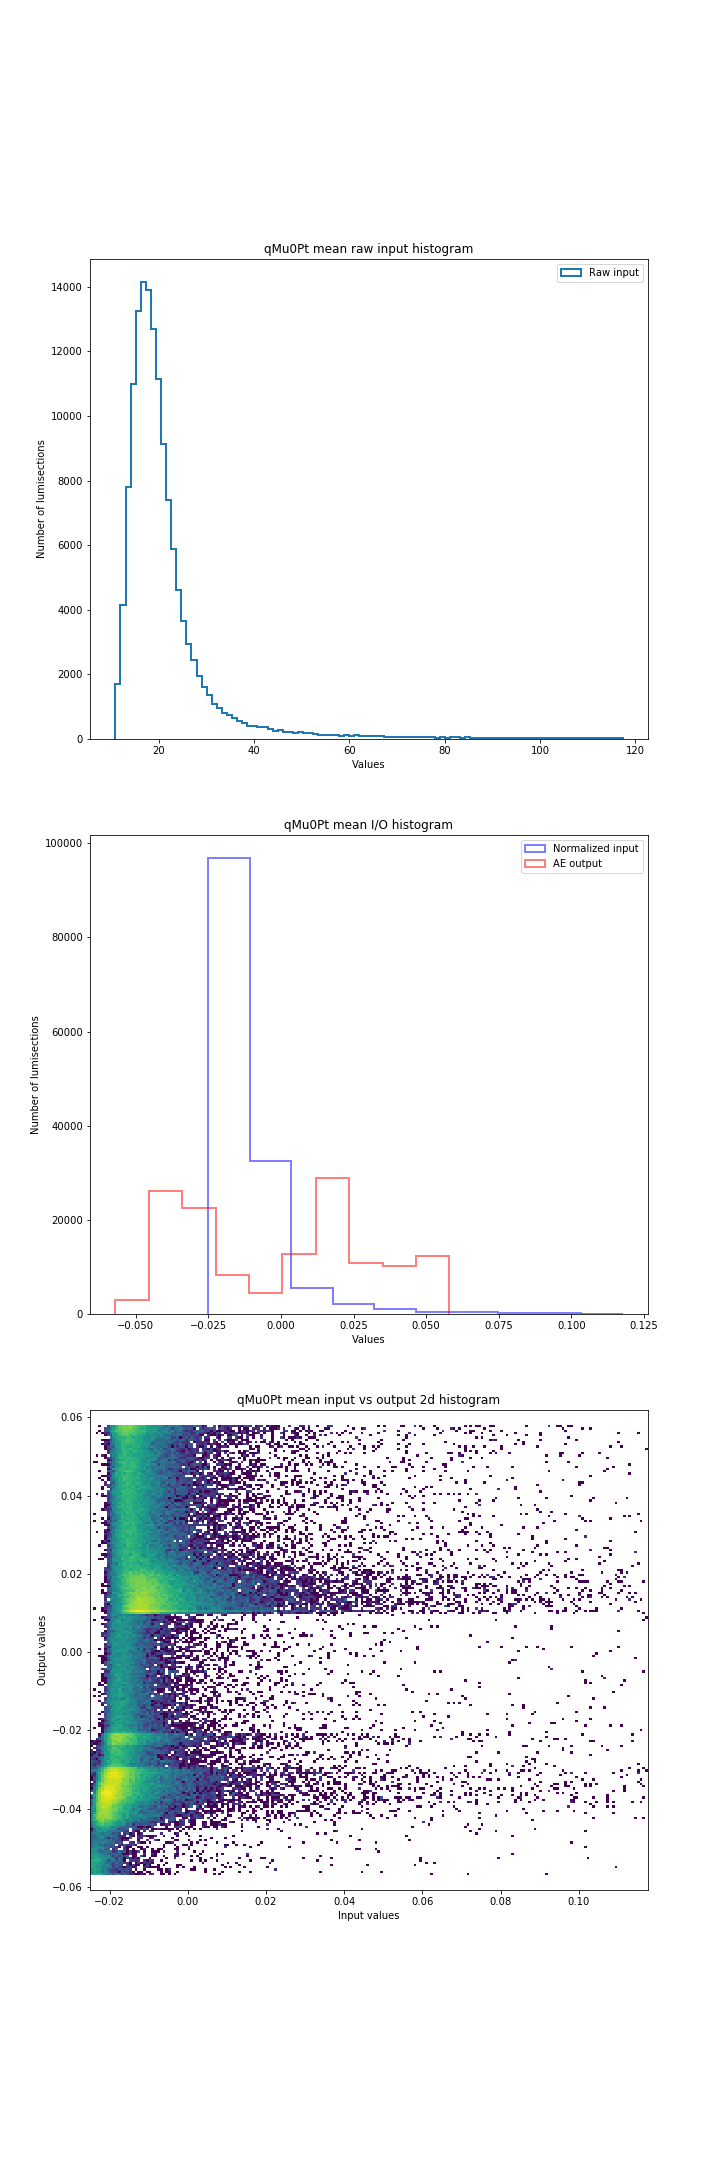 qMu0Pt mean raw input histogram
Raw input
14000
12000
10000
8000
6000
4000
2000
0
Number of lumisections
20 40 60 80 100 120
Values
qMu0Pt mean I/O histogram
Normalized input
AE output
100000
80000
60000
40000
20000
0
Number of lumisections
−0.050 −0.025 0.000 0.025 0.050 0.075 0.100 0.125
Values
qMu0Pt mean input vs output 2d histogram
0.06
0.04
0.02
0.00
−0.02
−0.04
−0.06
Output values
−0.02 0.00 0.02 0.04 0.06 0.08 0.10
Input values